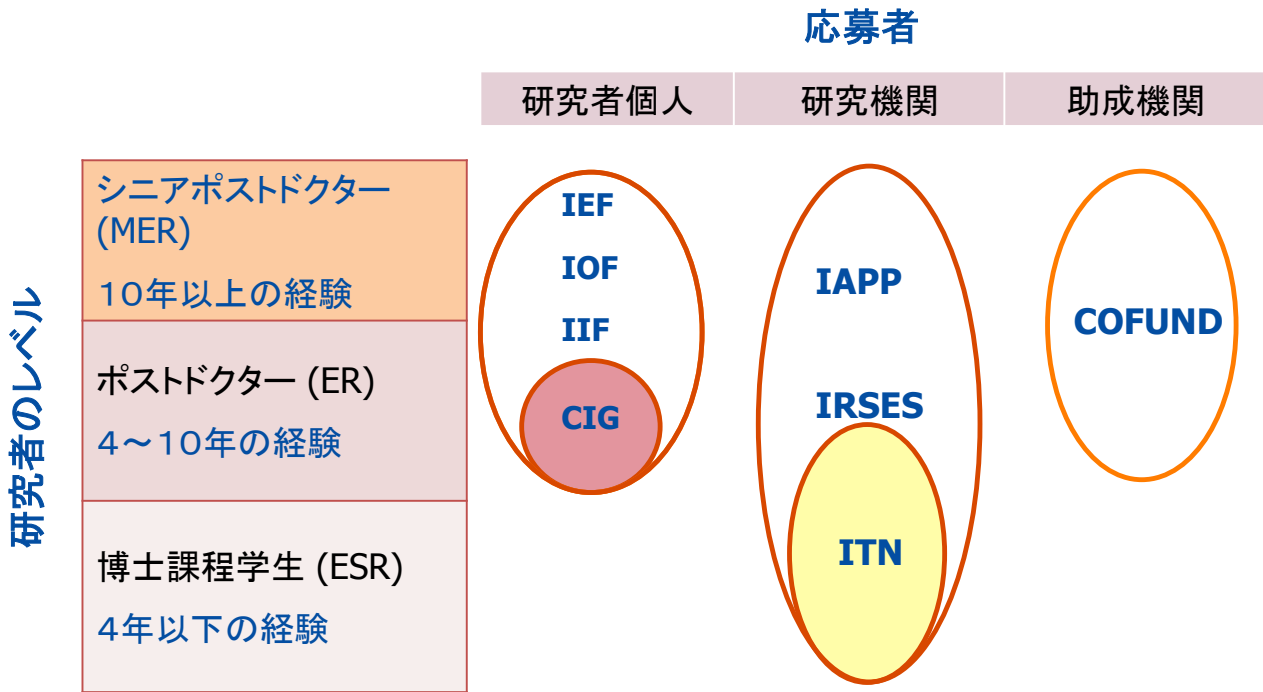 応募者
研究者個人
研究機関
助成機関
研究者のレベル
シニアポストドクター
(MER)
１０年以上の経験
ポストドクター (ER)
４～１０年の経験
博士課程学生 (ESR)
４年以下の経験
IEF
IOF
IIF
CIG
IAPP
IRSES
ITN
COFUND